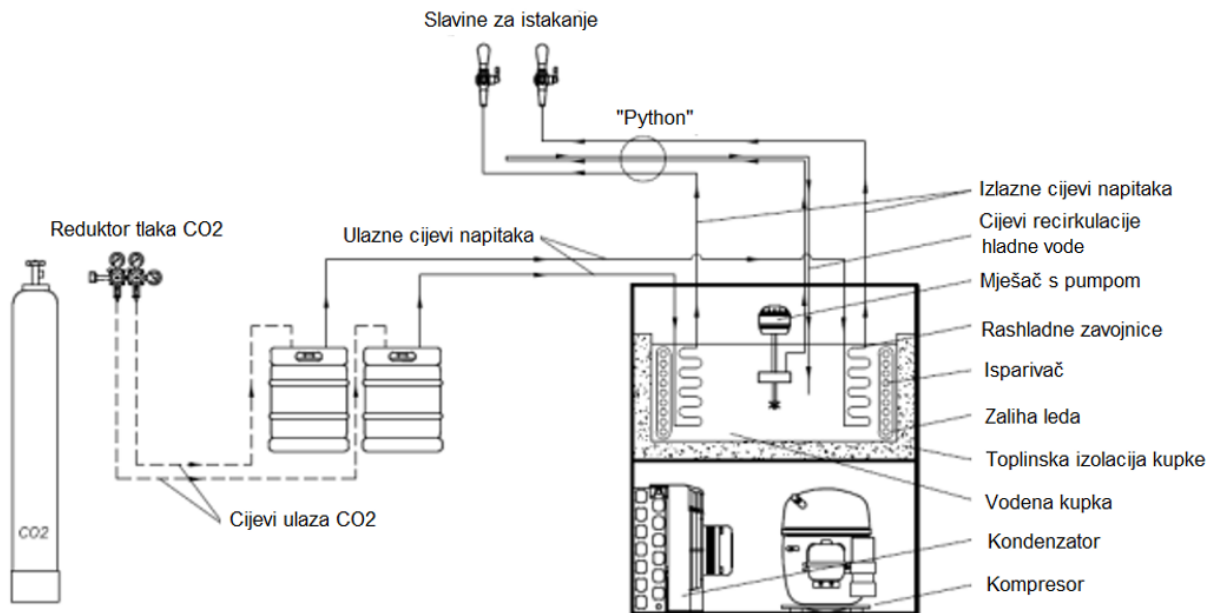 Slavine za istakanje
"Python"
Izlazne cijevi napitaka
Reduktor tlaka CO2
Ulazne cijevi napitaka
Cijevi recirkulacije
hladne vode
Mješač s pumpom
Rashladne zavojnice
Isparivač
Zaliha leda
Toplinska izolacija kupke
Vodena kupka
Cijevi ulaza CO2
CO2
Kondenzator
Kompresor